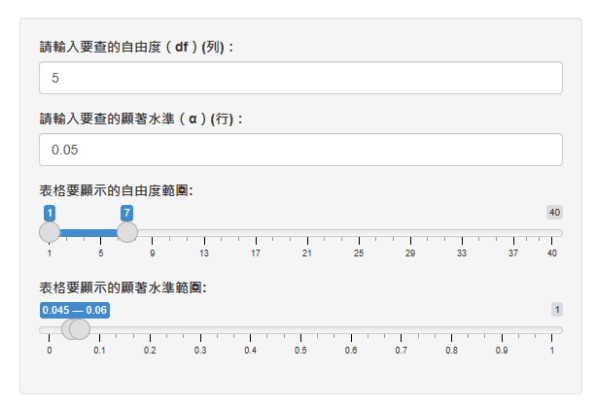 請輸入要查的自由度（df）(列)：
5
請輸入要查的顯著水準（α）(行)：
0.05
表格要顯示的自由度範圍:
1 7 40
1 5 9 13 17 21 25 29 33 37 40
表格要顯示的顯著水準範圍:
0.045 — 0.06 1
0 0.1 0.2 0.3 0.4 0.5 0.6 0.7 0.8 0.9 1